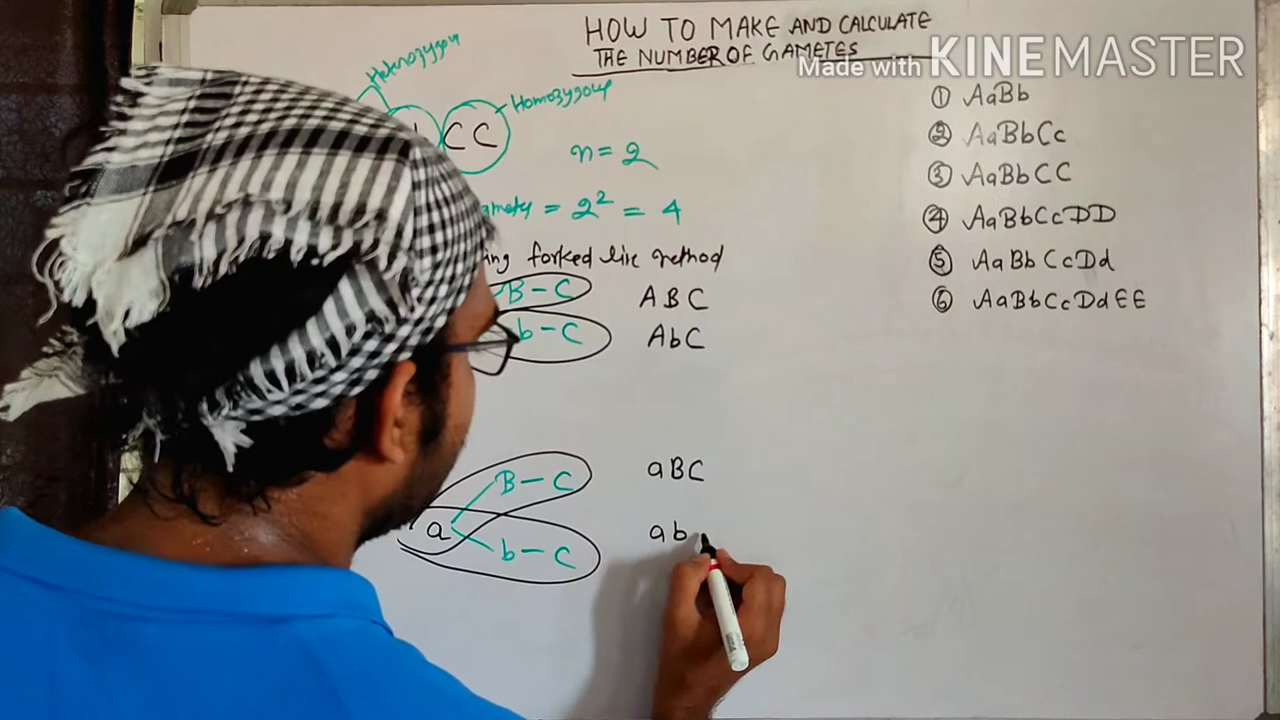 HOW TO MAKE AND CALCULATE
THE NUMBER OF GAMETES
Made with KINEMASTER
Heterozygous
Homozygous
CC
n = 2
= 2² = 4
forked line method
B - C ABC
b - C AbC
a
B - C aBC
b - C ab
① AaBb
② AaBbCc
③ AaBbCC
④ AaBbCcDD
⑤ AaBbCcDd
⑥ AaBbCcDdEE